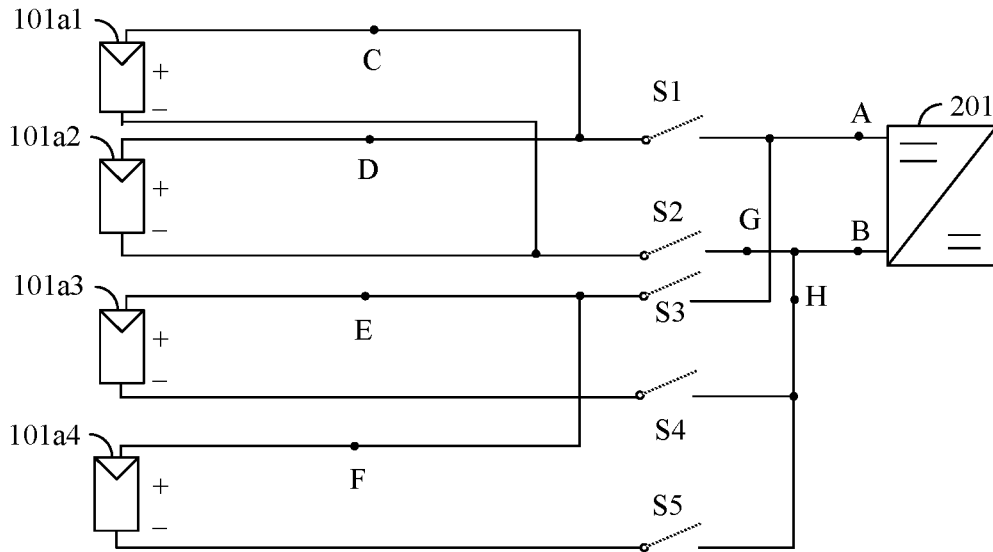 101a1
C
+
−
S1
A
201
101a2
D
+
−
S2
G
B
101a3
E
+
−
S3
H
S4
101a4
F
+
−
S5